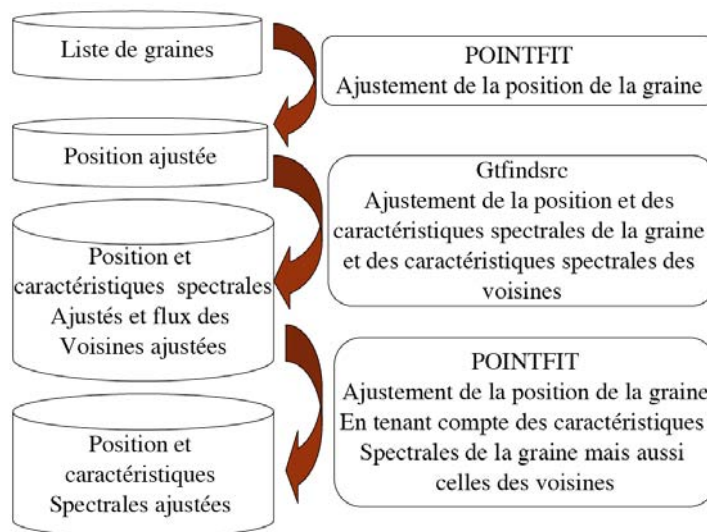 Liste de graines
POINTFIT
Ajustement de la position de la graine
Position ajustée
Gtfindsrc
Ajustement de la position et des
caractéristiques spectrales de la graine
et des caractéristiques spectrales des
voisines
Position et
caractéristiques spectrales
Ajustés et flux des
Voisines ajustées
POINTFIT
Ajustement de la position de la graine
En tenant compte des caractéristiques
Spectrales de la graine mais aussi
celles des voisines
Position et
caractéristiques
Spectrales ajustées